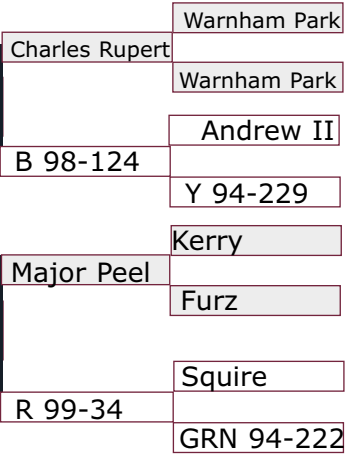 Warnham Park
Charles Rupert
Warnham Park
Andrew II
B 98-124
Y 94-229
Kerry
Major Peel
Furz
Squire
R 99-34
GRN 94-222